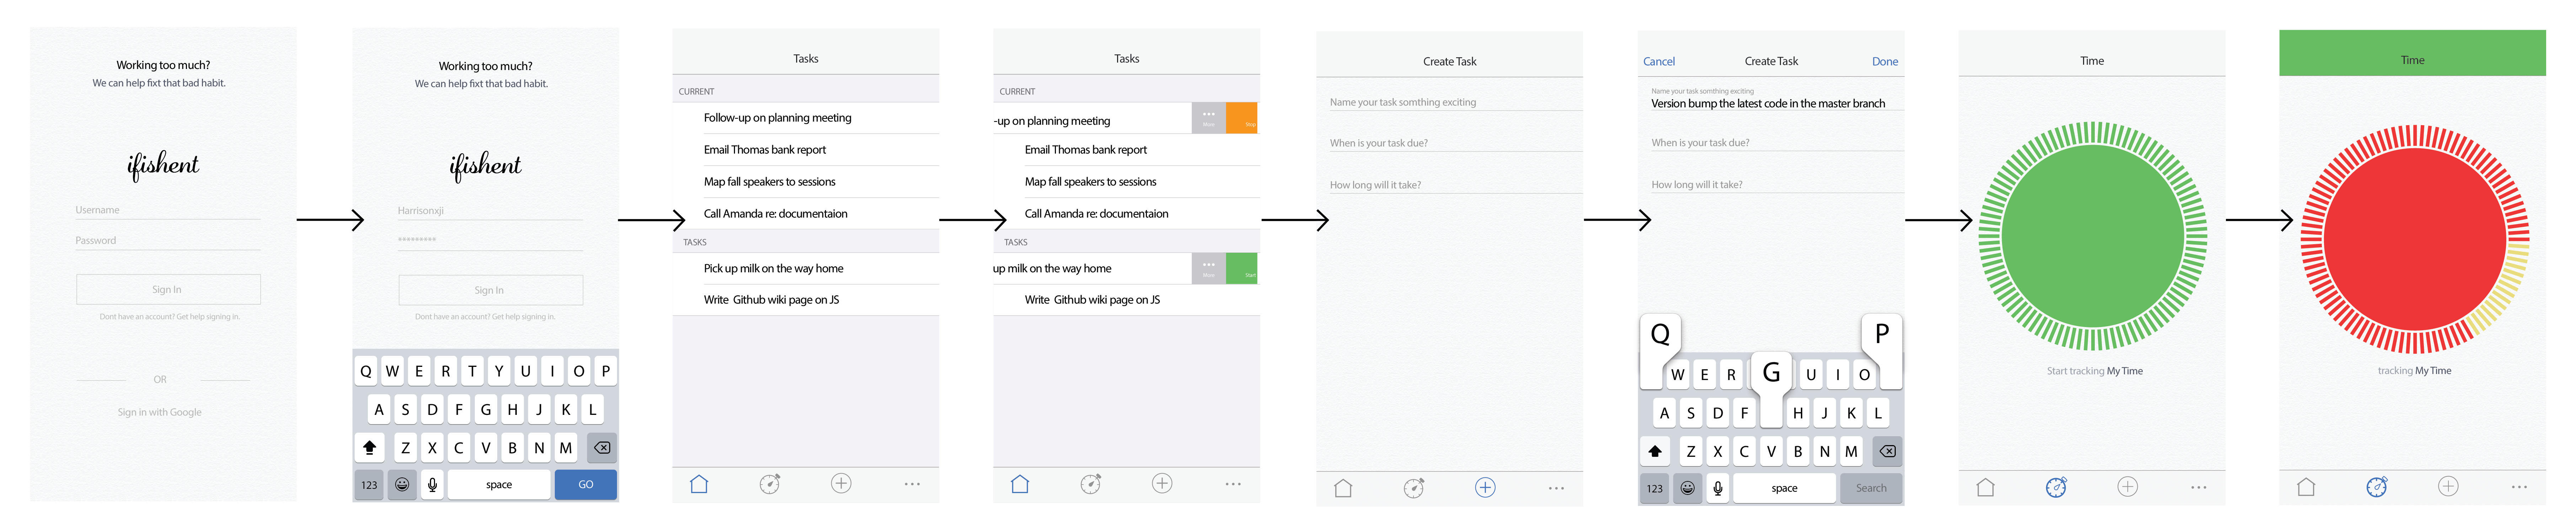 Working too much?
We can help fixt that bad habit.
ifishent
Username
Password
Sign In
Dont have an account? Get help signing in.
OR
Sign in with Google
Working too much?
We can help fixt that bad habit.
ifishent
Harrisonxji
*********
Sign In
Dont have an account? Get help signing in.
Q W E R T Y U I O P
A S D F G H J K L
Z X C V B N M
123 space GO
Tasks
CURRENT
Follow-up on planning meeting
Email Thomas bank report
Map fall speakers to sessions
Call Amanda re: documentaion
TASKS
Pick up milk on the way home
Write Github wiki page on JS
Tasks
CURRENT
-up on planning meeting
More Stop
Email Thomas bank report
Map fall speakers to sessions
Call Amanda re: documentaion
TASKS
up milk on the way home
More Start
Write Github wiki page on JS
Create Task
Name your task somthing exciting
When is your task due?
How long will it take?
Cancel Create Task Done
Name your task somthing exciting
Version bump the latest code in the master branch
When is your task due?
How long will it take?
Q G P
W E R U I O
A S D F H J K L
Z X C V B N M
123 space Search
Time
Start tracking My Time
Time
tracking My Time